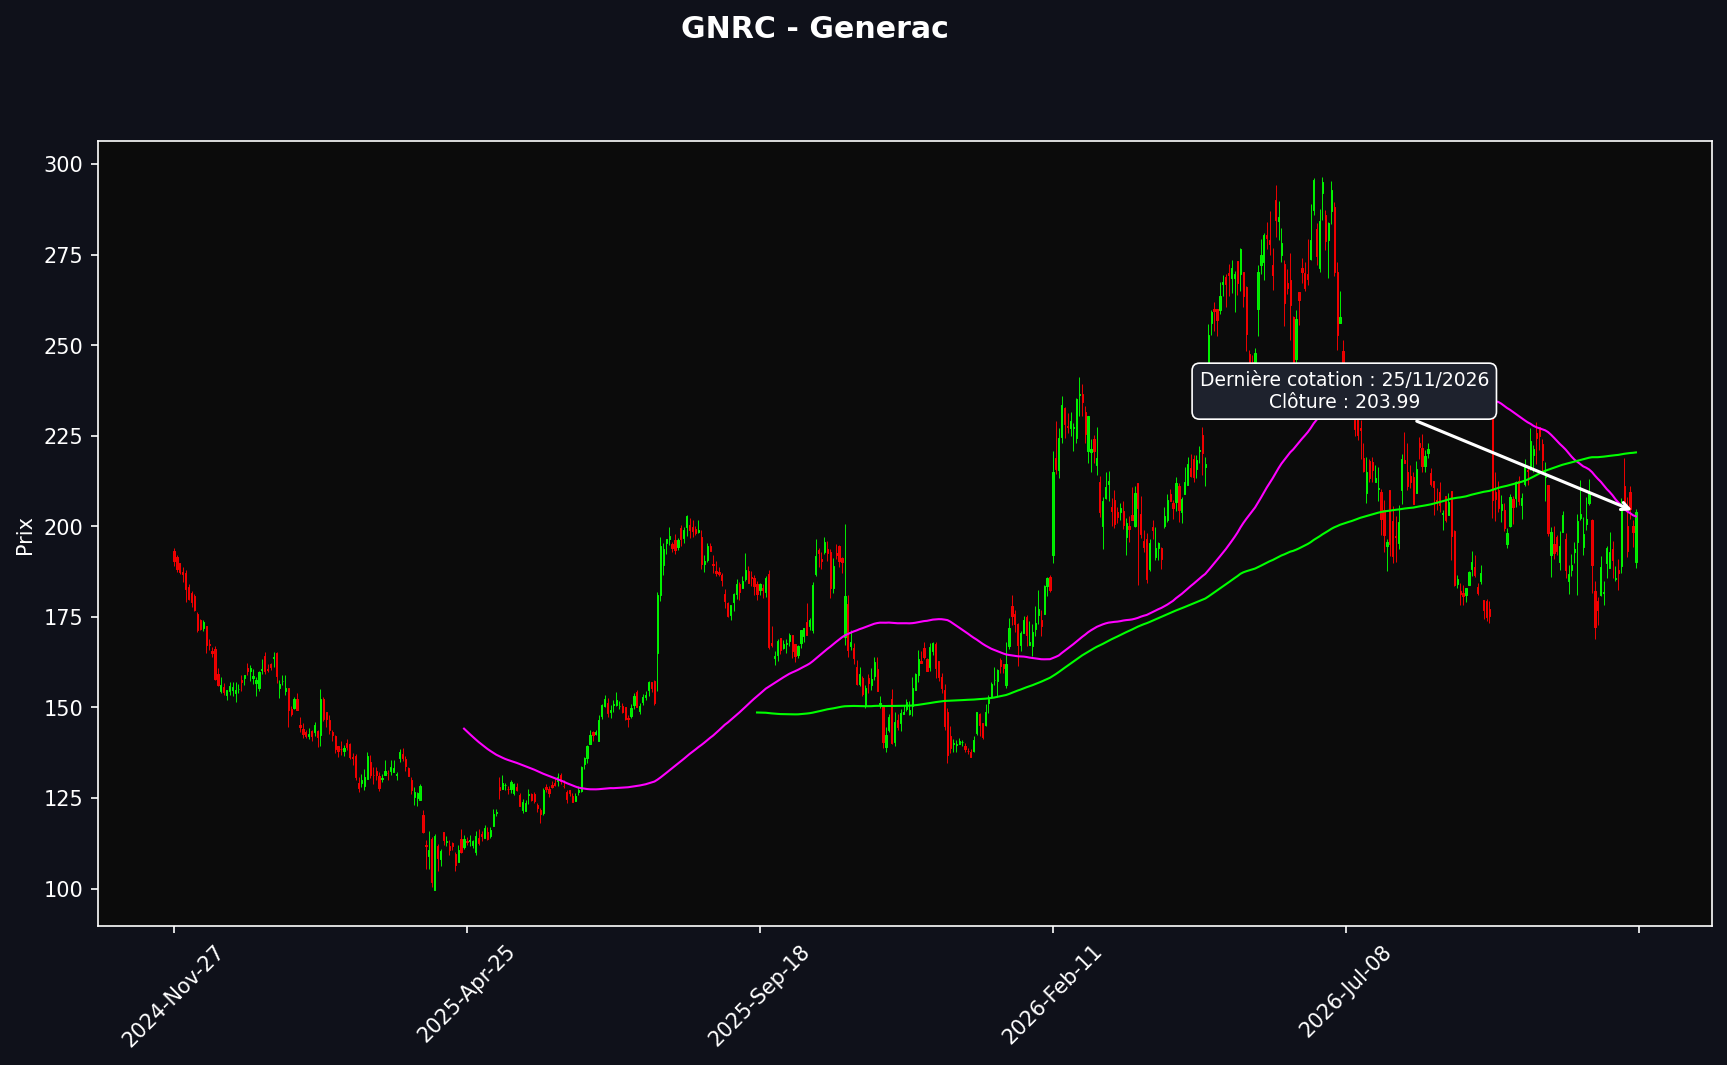 GNRC - Generac
300
275
250
225
200
175
150
125
100
Prix
Dernière cotation : 25/11/2026
Clôture : 203.99
2024-Nov-27
2025-Apr-25
2025-Sep-18
2026-Feb-11
2026-Jul-08